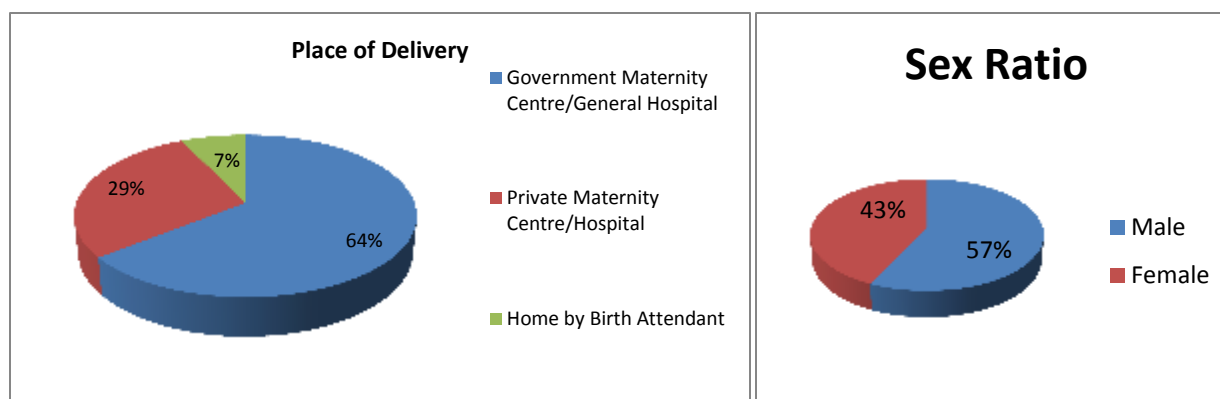 Place of Delivery
Government Maternity
Centre/General Hospital
Private Maternity
Centre/Hospital
Home by Birth Attendant
7%
29%
64%
Sex Ratio
43%
57%
Male
Female